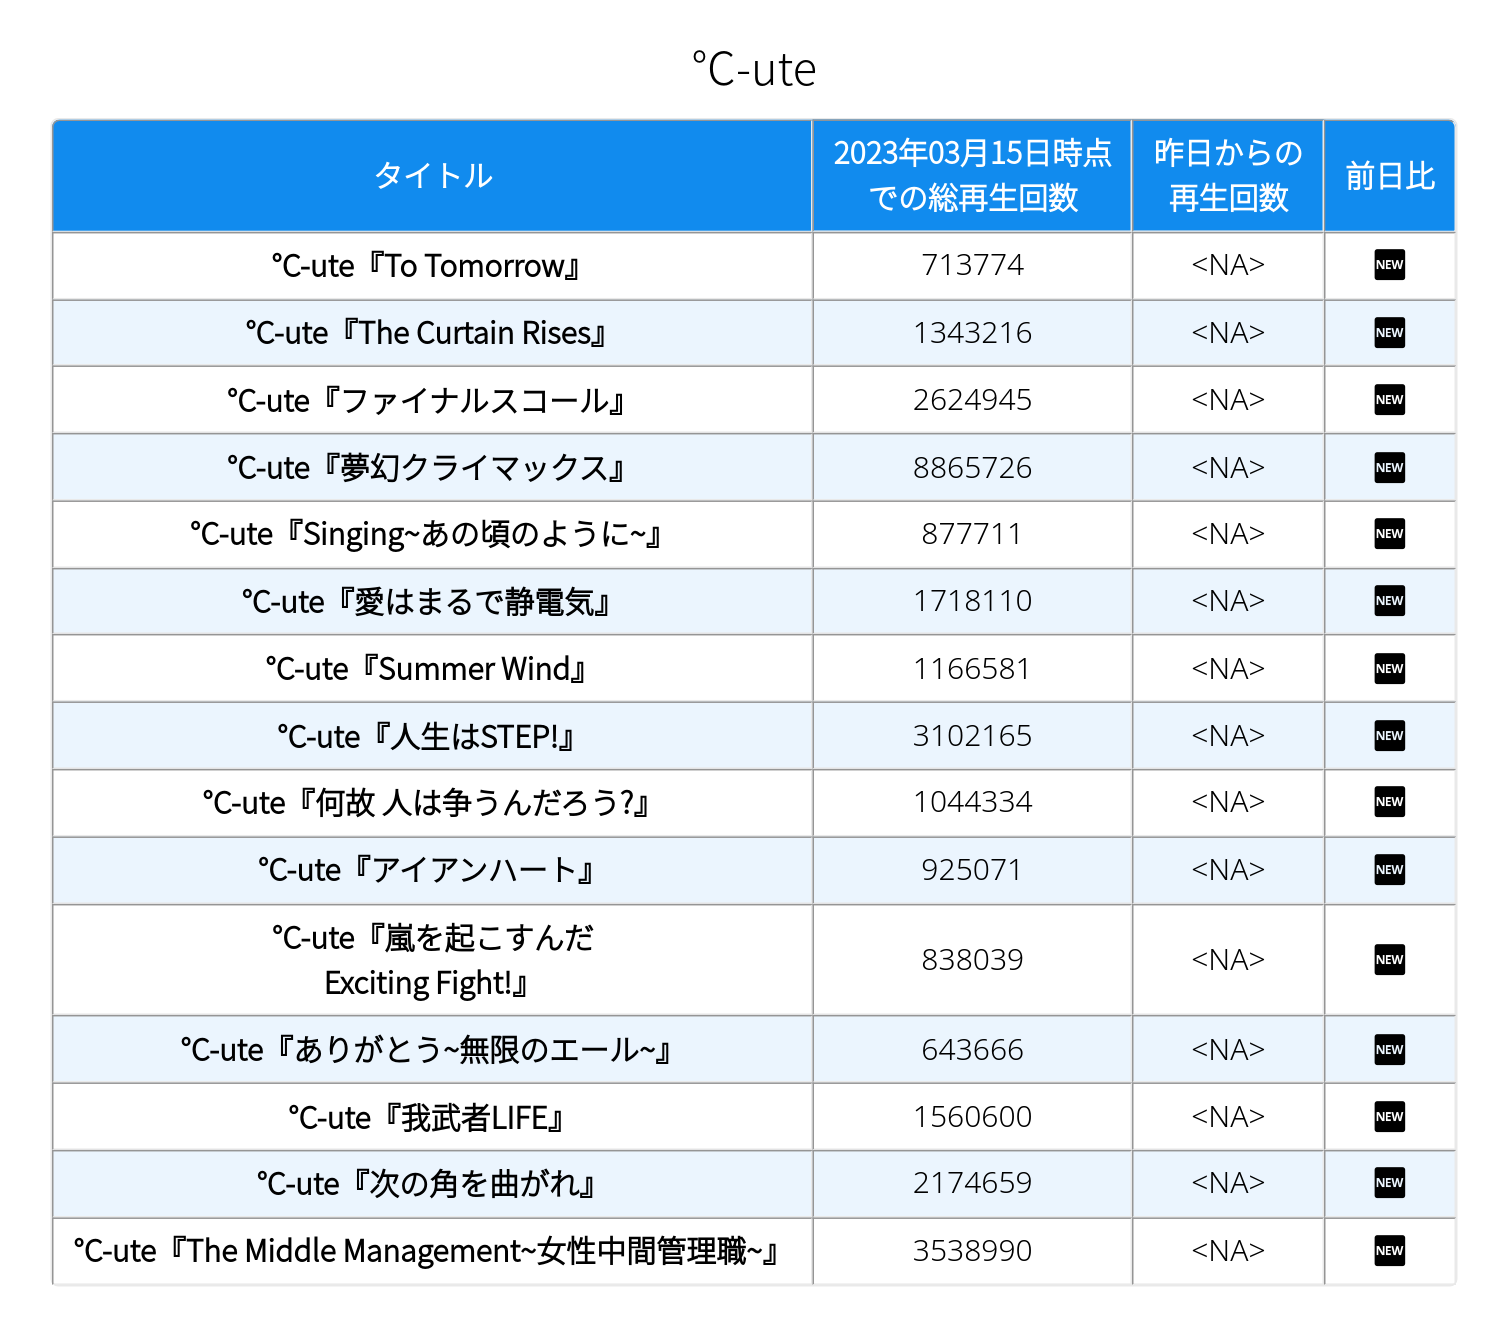 ℃-ute
タイトル
2023年03月15日時点
での総再生回数
昨日からの
再生回数
前日比
℃-ute『To Tomorrow』
713774
<NA>
NEW
℃-ute『The Curtain Rises』
1343216
<NA>
NEW
℃-ute『ファイナルスコール』
2624945
<NA>
NEW
℃-ute『夢幻クライマックス』
8865726
<NA>
NEW
℃-ute『Singing~あの頃のように~』
877711
<NA>
NEW
℃-ute『愛はまるで静電気』
1718110
<NA>
NEW
℃-ute『Summer Wind』
1166581
<NA>
NEW
℃-ute『人生はSTEP!』
3102165
<NA>
NEW
℃-ute『何故 人は争うんだろう?』
1044334
<NA>
NEW
℃-ute『アイアンハート』
925071
<NA>
NEW
℃-ute『嵐を起こすんだ
Exciting Fight!』
838039
<NA>
NEW
℃-ute『ありがとう~無限のエール~』
643666
<NA>
NEW
℃-ute『我武者LIFE』
1560600
<NA>
NEW
℃-ute『次の角を曲がれ』
2174659
<NA>
NEW
℃-ute『The Middle Management~女性中間管理職~』
3538990
<NA>
NEW